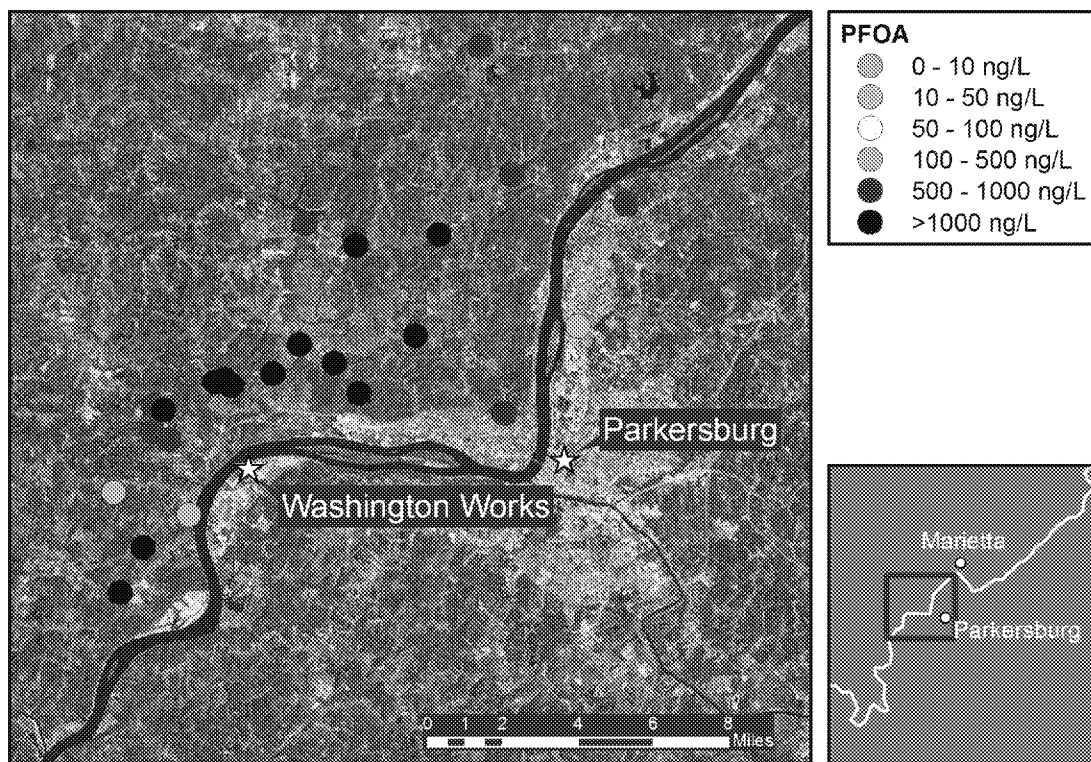 PFOA
0 - 10 ng/L
10 - 50 ng/L
50 - 100 ng/L
100 - 500 ng/L
500 - 1000 ng/L
>1000 ng/L
Parkersburg
Washington Works
0 1 2 4 6 8
Miles
Marietta
Parkersburg